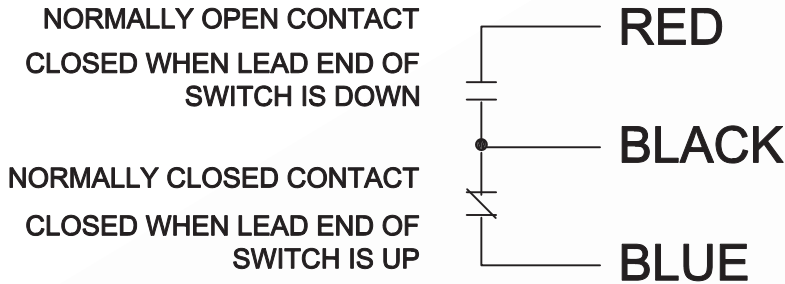 NORMALLY OPEN CONTACT
CLOSED WHEN LEAD END OF
SWITCH IS DOWN
RED
BLACK
NORMALLY CLOSED CONTACT
CLOSED WHEN LEAD END OF
SWITCH IS UP
BLUE